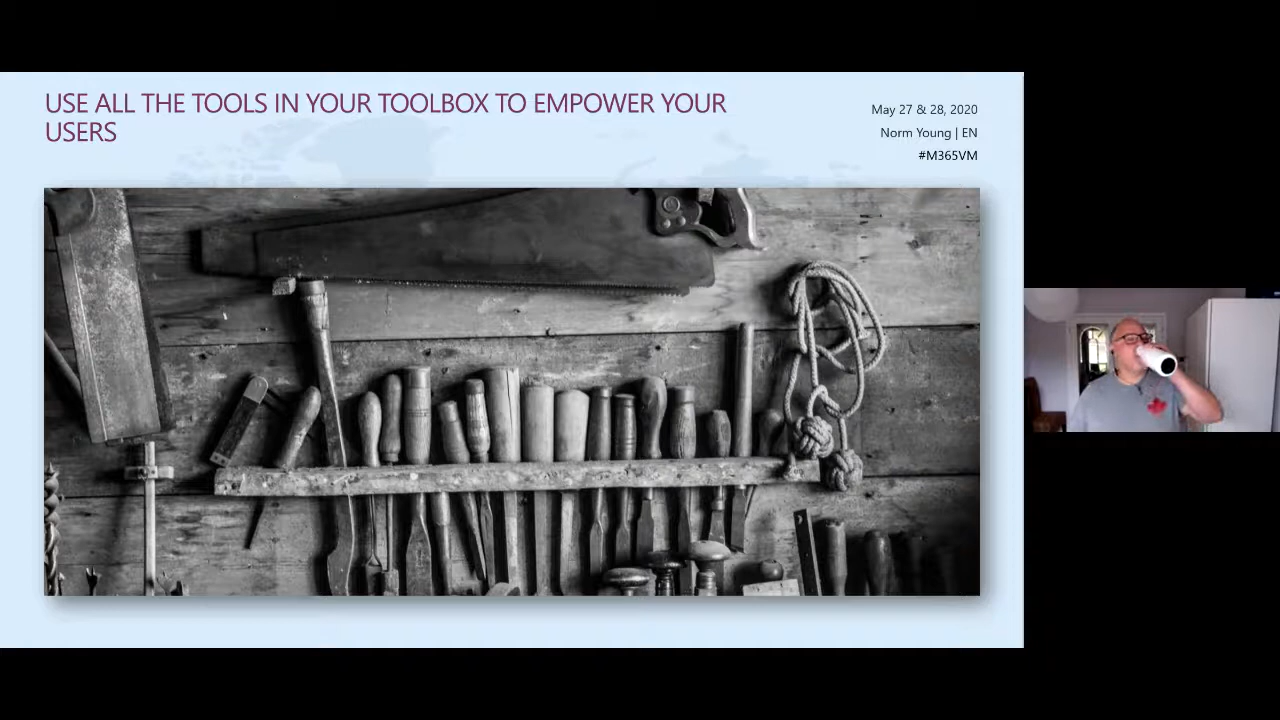 USE ALL THE TOOLS IN YOUR TOOLBOX TO EMPOWER YOUR
USERS
May 27 & 28, 2020
Norm Young | EN
#M365VM